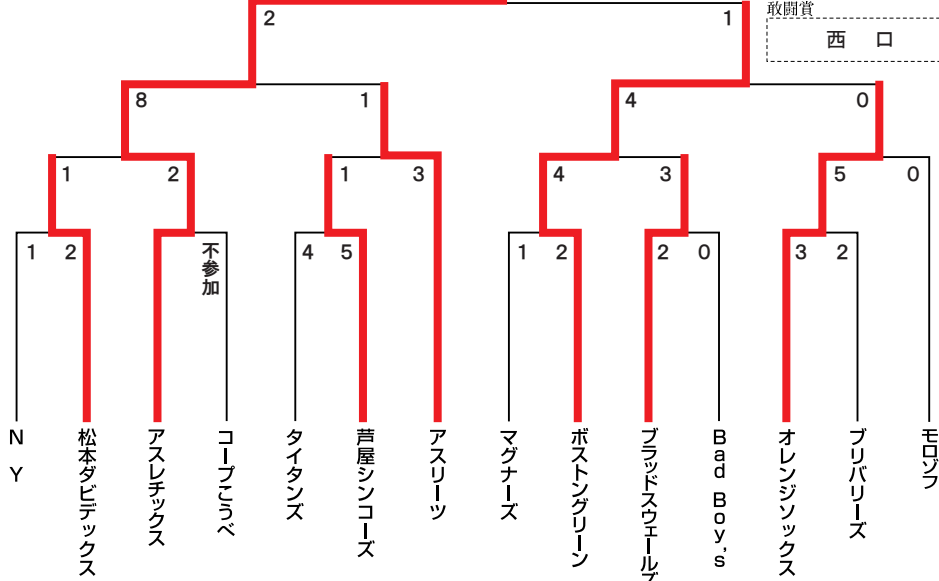 敢闘賞
西 口
2 1
8 1 4 0
1 2 1 3 4 3 5 0
1 2 不参加 4 5 1 2 2 0 3 2
N Y
松本ダビデックス
アスレチックス
コープこうべ
タイタンズ
芦屋シンコーズ
アスリーツ
マグナーズ
ボストングリーン
ブラッドスウェールズ
Bad Boy's
オレンジソックス
ブリバリーズ
モロゾフ